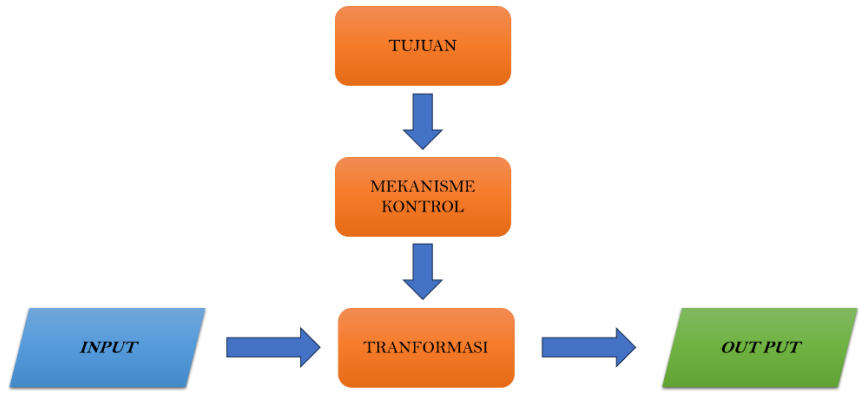 TUJUAN
MEKANISME
KONTROL
INPUT
TRANFORMASI
OUT PUT